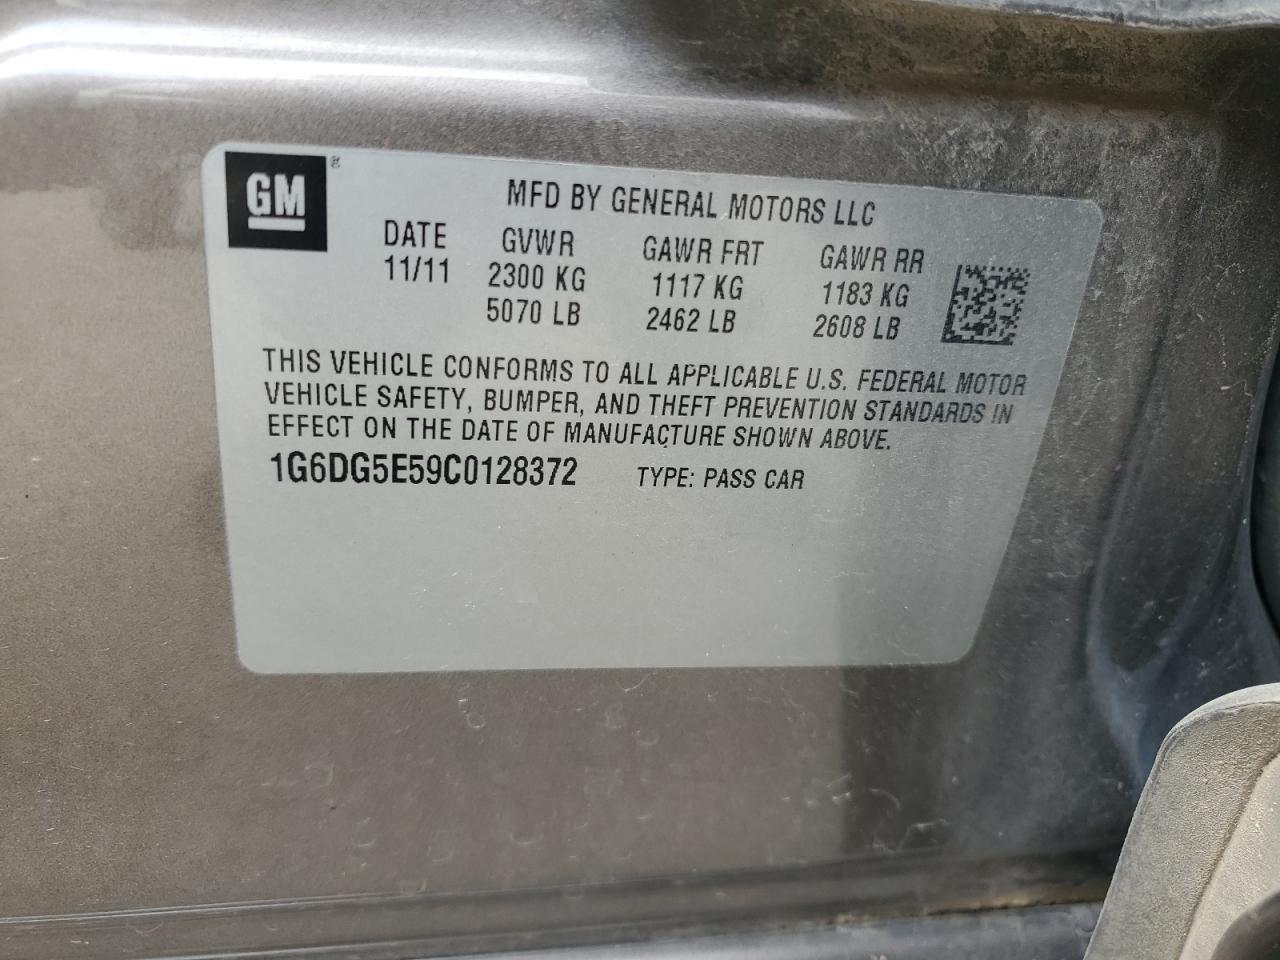 GM ®
MFD BY GENERAL MOTORS LLC
DATE GVWR GAWR FRT GAWR RR
11/11 2300 KG 1117 KG 1183 KG
5070 LB 2462 LB 2608 LB
THIS VEHICLE CONFORMS TO ALL APPLICABLE U.S. FEDERAL MOTOR
VEHICLE SAFETY, BUMPER, AND THEFT PREVENTION STANDARDS IN
EFFECT ON THE DATE OF MANUFACTURE SHOWN ABOVE.
1G6DG5E59C0128372 TYPE: PASS CAR